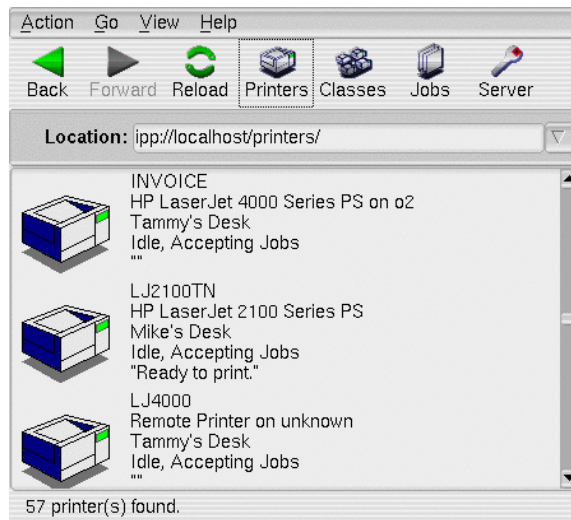 Action Go View Help
Back Forward Reload Printers Classes Jobs Server
Location: ipp://localhost/printers/
INVOICE
HP LaserJet 4000 Series PS on o2
Tammy's Desk
Idle, Accepting Jobs
""
LJ2100TN
HP LaserJet 2100 Series PS
Mike's Desk
Idle, Accepting Jobs
"Ready to print."
LJ4000
Remote Printer on unknown
Tammy's Desk
Idle, Accepting Jobs
""
57 printer(s) found.